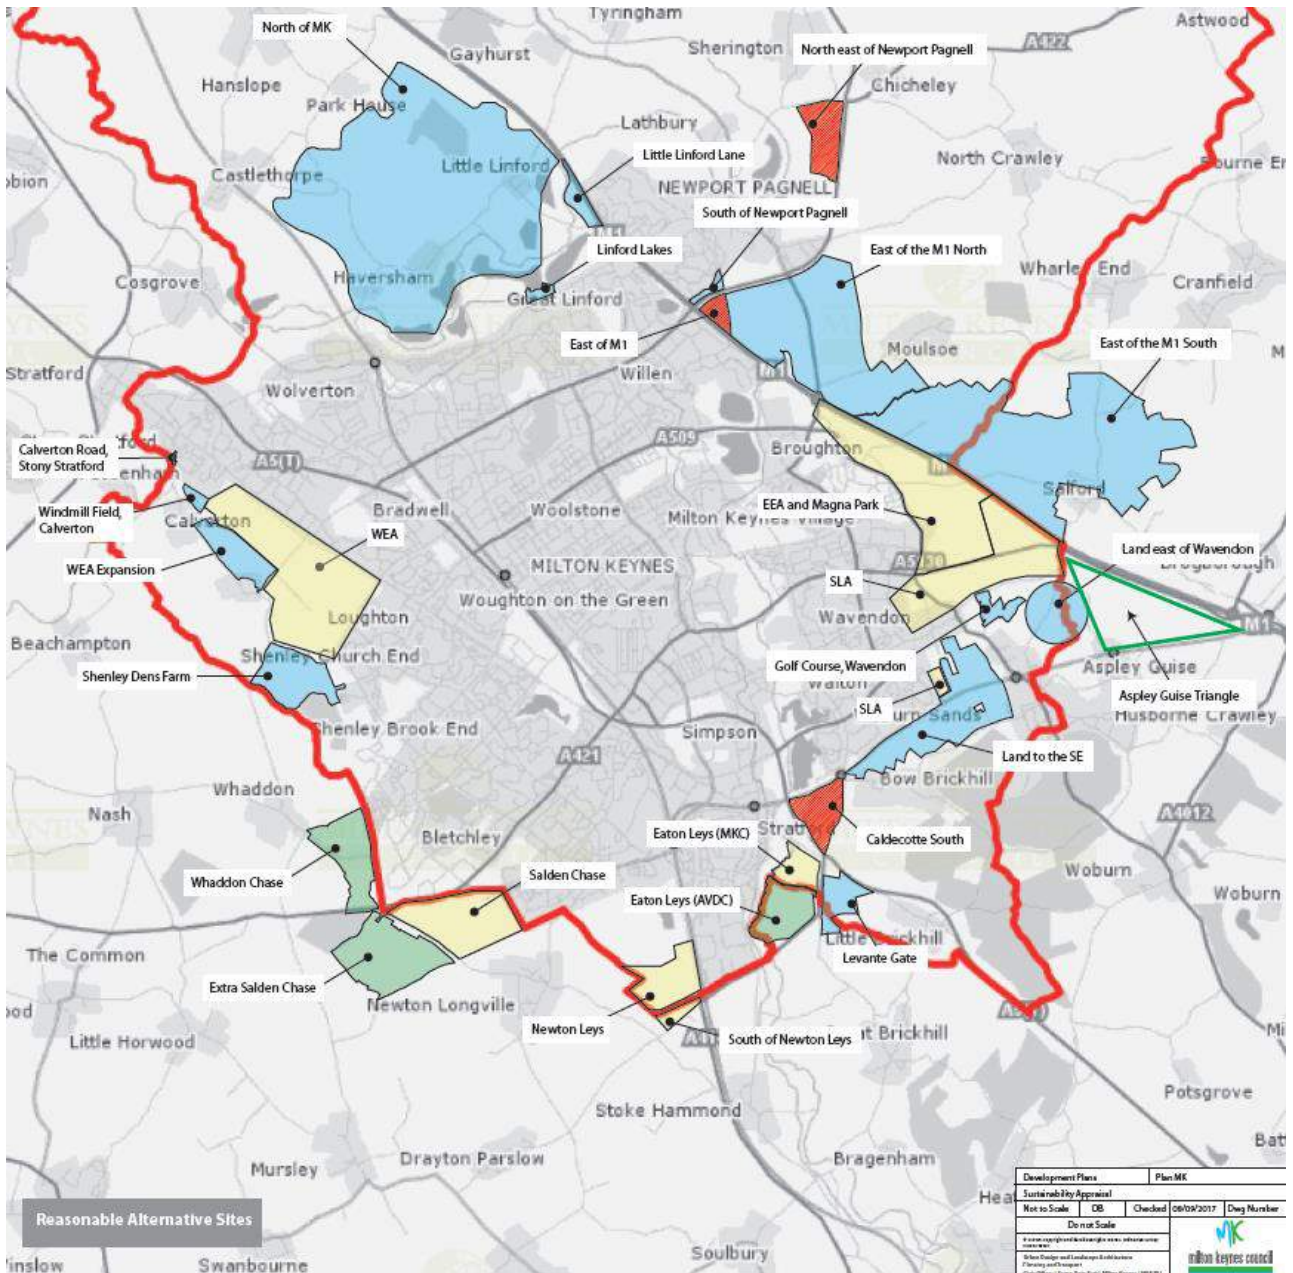 Tyringham
Astwood
North of MK
Gayhurst
Sherington
North east of Newport Pagnell
A422
Hanslope
Chicheley
Park House
Lathbury
Little Linford
Little Linford Lane
North Crawley
Castlethorpe
NEWPORT PAGNELL
South of Newport Pagnell
Linford Lakes
East of the M1 North
Haversham
Wharley End
Cosgrove
Cranfield
Great Linford
East of M1
Moulsoe
East of the M1 South
Stratford
Willen
M1
Wolverton
A509
Broughton
Calverton Road,
Stony Stratford
A5(T)
Salford
Windmill Field,
Calverton
Calverton
Bradwell
Woolstone
Milton Keynes Village
EEA and Magna Park
WEA
Land east of Wavendon
WEA Expansion
MILTON KEYNES
SLA
Brogborough
Woughton on the Green
Loughton
Wavendon
M1
Beachampton
Shenley Church End
Shenley Dens Farm
Golf Course, Wavendon
Walton
Aspley Guise
Aspley Guise Triangle
SLA
Husborne Crawley
Shenley Brook End
Simpson
A421
Land to the SE
Whaddon
Bow Brickhill
Nash
Bletchley
Eaton Leys (MKC)
Caldecotte South
Woburn
Whaddon Chase
Salden Chase
Woburn
Eaton Leys (AVDC)
Little Brickhill
The Common
Levante Gate
Extra Salden Chase
Newton Longville
Newton Leys
South of Newton Leys
Little Horwood
Potsgrove
Stoke Hammond
Drayton Parslow
Bragenham
Mursley
Reasonable Alternative Sites
Soulbury
Swanbourne
Development Plans Plan:MK
Sustainability Appraisal
Not to Scale DB Checked 08/09/2017 Dwg Number
Do not Scale
milton keynes council